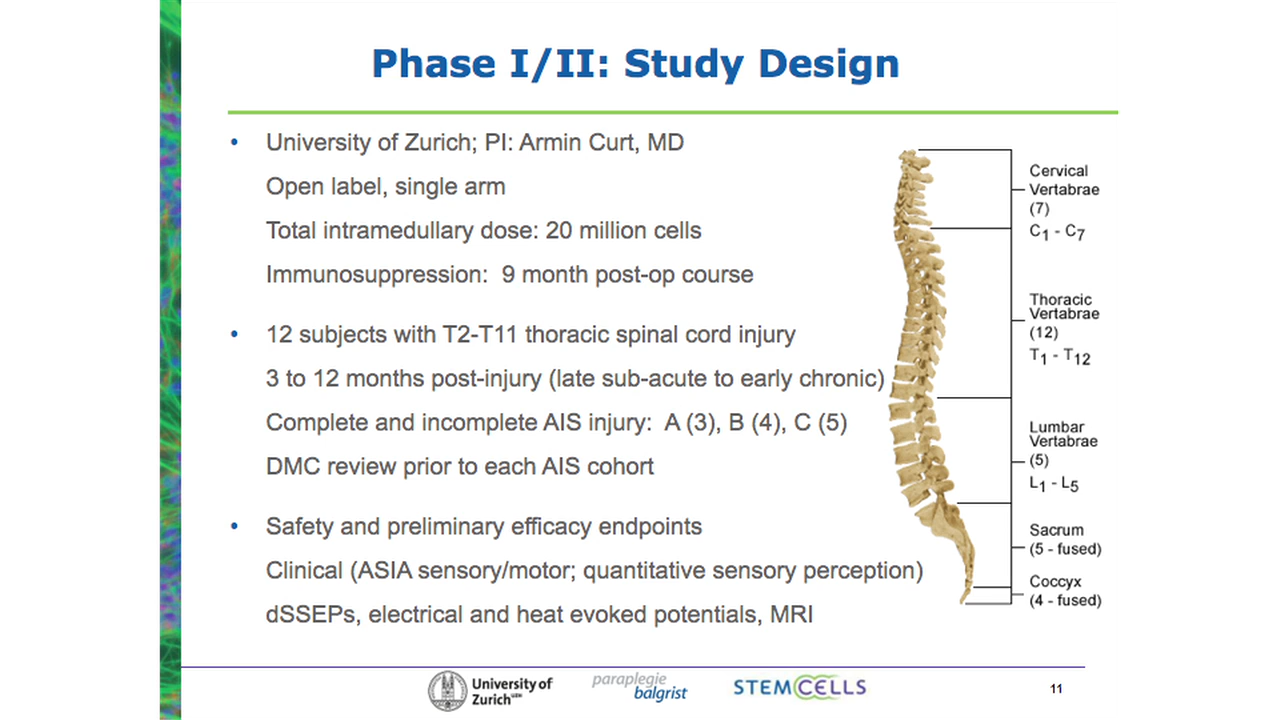 Phase I/II: Study Design
• University of Zurich; PI: Armin Curt, MD
Open label, single arm
Total intramedullary dose: 20 million cells
Immunosuppression: 9 month post-op course
• 12 subjects with T2-T11 thoracic spinal cord injury
3 to 12 months post-injury (late sub-acute to early chronic)
Complete and incomplete AIS injury: A (3), B (4), C (5)
DMC review prior to each AIS cohort
• Safety and preliminary efficacy endpoints
Clinical (ASIA sensory/motor; quantitative sensory perception)
dSSEPs, electrical and heat evoked potentials, MRI
Cervical
Vertabrae
(7)
C1 - C7
Thoracic
Vertabrae
(12)
T1 - T12
Lumbar
Vertabrae
(5)
L1 - L5
Sacrum
(5 - fused)
Coccyx
(4 - fused)
University of
Zurich UZH
paraplegie
balgrist
STEMCELLS
11